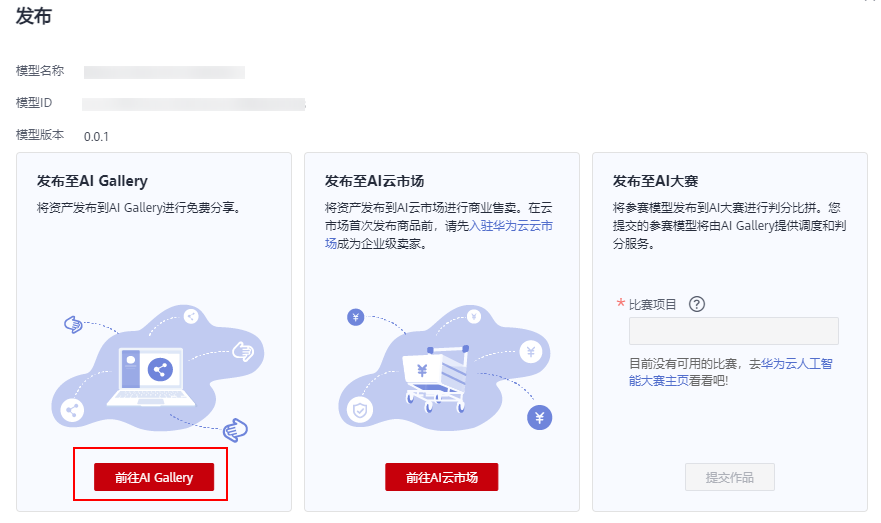 发布
模型名称
模型ID
模型版本 0.0.1
发布至AI Gallery
将资产发布到AI Gallery进行免费分享。
前往AI Gallery
发布至AI云市场
将资产发布到AI云市场进行商业售卖。在云
市场首次发布商品前，请先入驻华为云云市
场成为企业级卖家。
¥
¥
¥
¥
¥
前往AI云市场
发布至AI大赛
将参赛模型发布到AI大赛进行判分比拼。您
提交的参赛模型将由AI Gallery提供调度和判
分服务。
* 比赛项目 ?
目前没有可用的比赛，去华为云人工智
能大赛主页看看吧!
提交作品